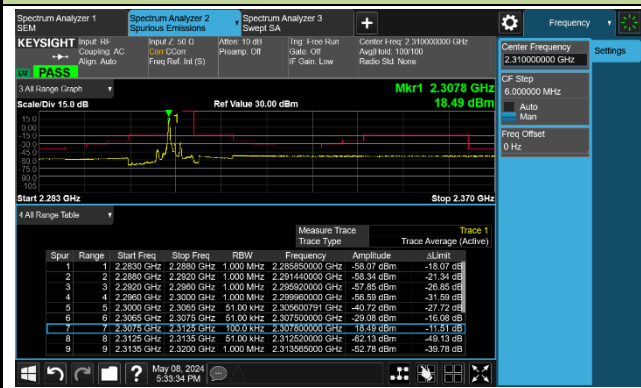 Spectrum Analyzer 1
SEM
Spectrum Analyzer 2
Spurious Emissions
Spectrum Analyzer 3
Swept SA
Frequency
KEYSIGHT Input: RF
Coupling: AC
Align: Auto
Input Z: 50 Ω
Corr CCorr
Freq Ref: Int (S)
Atten: 10 dB
Preamp: Off
Trig: Free Run
Gate: Off
IF Gain: Low
Center Freq: 2.310000000 GHz
Avg|Hold: 100/100
Radio Std: None
PASS
Center Frequency
2.310000000 GHz
Settings
CF Step
6.000000 MHz
Auto
Man
Freq Offset
0 Hz
3 All Range Graph
Mkr1 2.3078 GHz
Scale/Div 15.0 dB
Ref Value 30.00 dBm
18.49 dBm
15.0
0.00
-15.0
-30.0
-45.0
-60.0
-75.0
-90.0
-105
1
Start 2.283 GHz
Stop 2.370 GHz
4 All Range Table
Measure Trace Trace 1
Trace Type Trace Average (Active)
Spur Range Start Freq Stop Freq RBW Frequency Amplitude ΔLimit
1 1 2.2830 GHz 2.2880 GHz 1.000 MHz 2.285850000 GHz -58.07 dBm -18.07 dB
2 2 2.2880 GHz 2.2920 GHz 1.000 MHz 2.291440000 GHz -58.34 dBm -21.34 dB
3 3 2.2920 GHz 2.2960 GHz 1.000 MHz 2.295920000 GHz -57.85 dBm -26.85 dB
4 4 2.2960 GHz 2.3000 GHz 1.000 MHz 2.299960000 GHz -56.59 dBm -31.59 dB
5 5 2.3000 GHz 2.3065 GHz 51.00 kHz 2.305600791 GHz -40.72 dBm -27.72 dB
6 6 2.3065 GHz 2.3075 GHz 51.00 kHz 2.307500000 GHz -29.08 dBm -16.08 dB
7 7 2.3075 GHz 2.3125 GHz 100.0 kHz 2.307800000 GHz 18.49 dBm -11.51 dB
8 8 2.3125 GHz 2.3135 GHz 51.00 kHz 2.312520000 GHz -62.13 dBm -49.13 dB
9 9 2.3135 GHz 2.3200 GHz 1.000 MHz 2.313565000 GHz -52.78 dBm -39.78 dB
May 08, 2024
5:33:34 PM